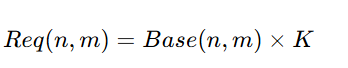 Req(n, m) = Base(n, m) × K